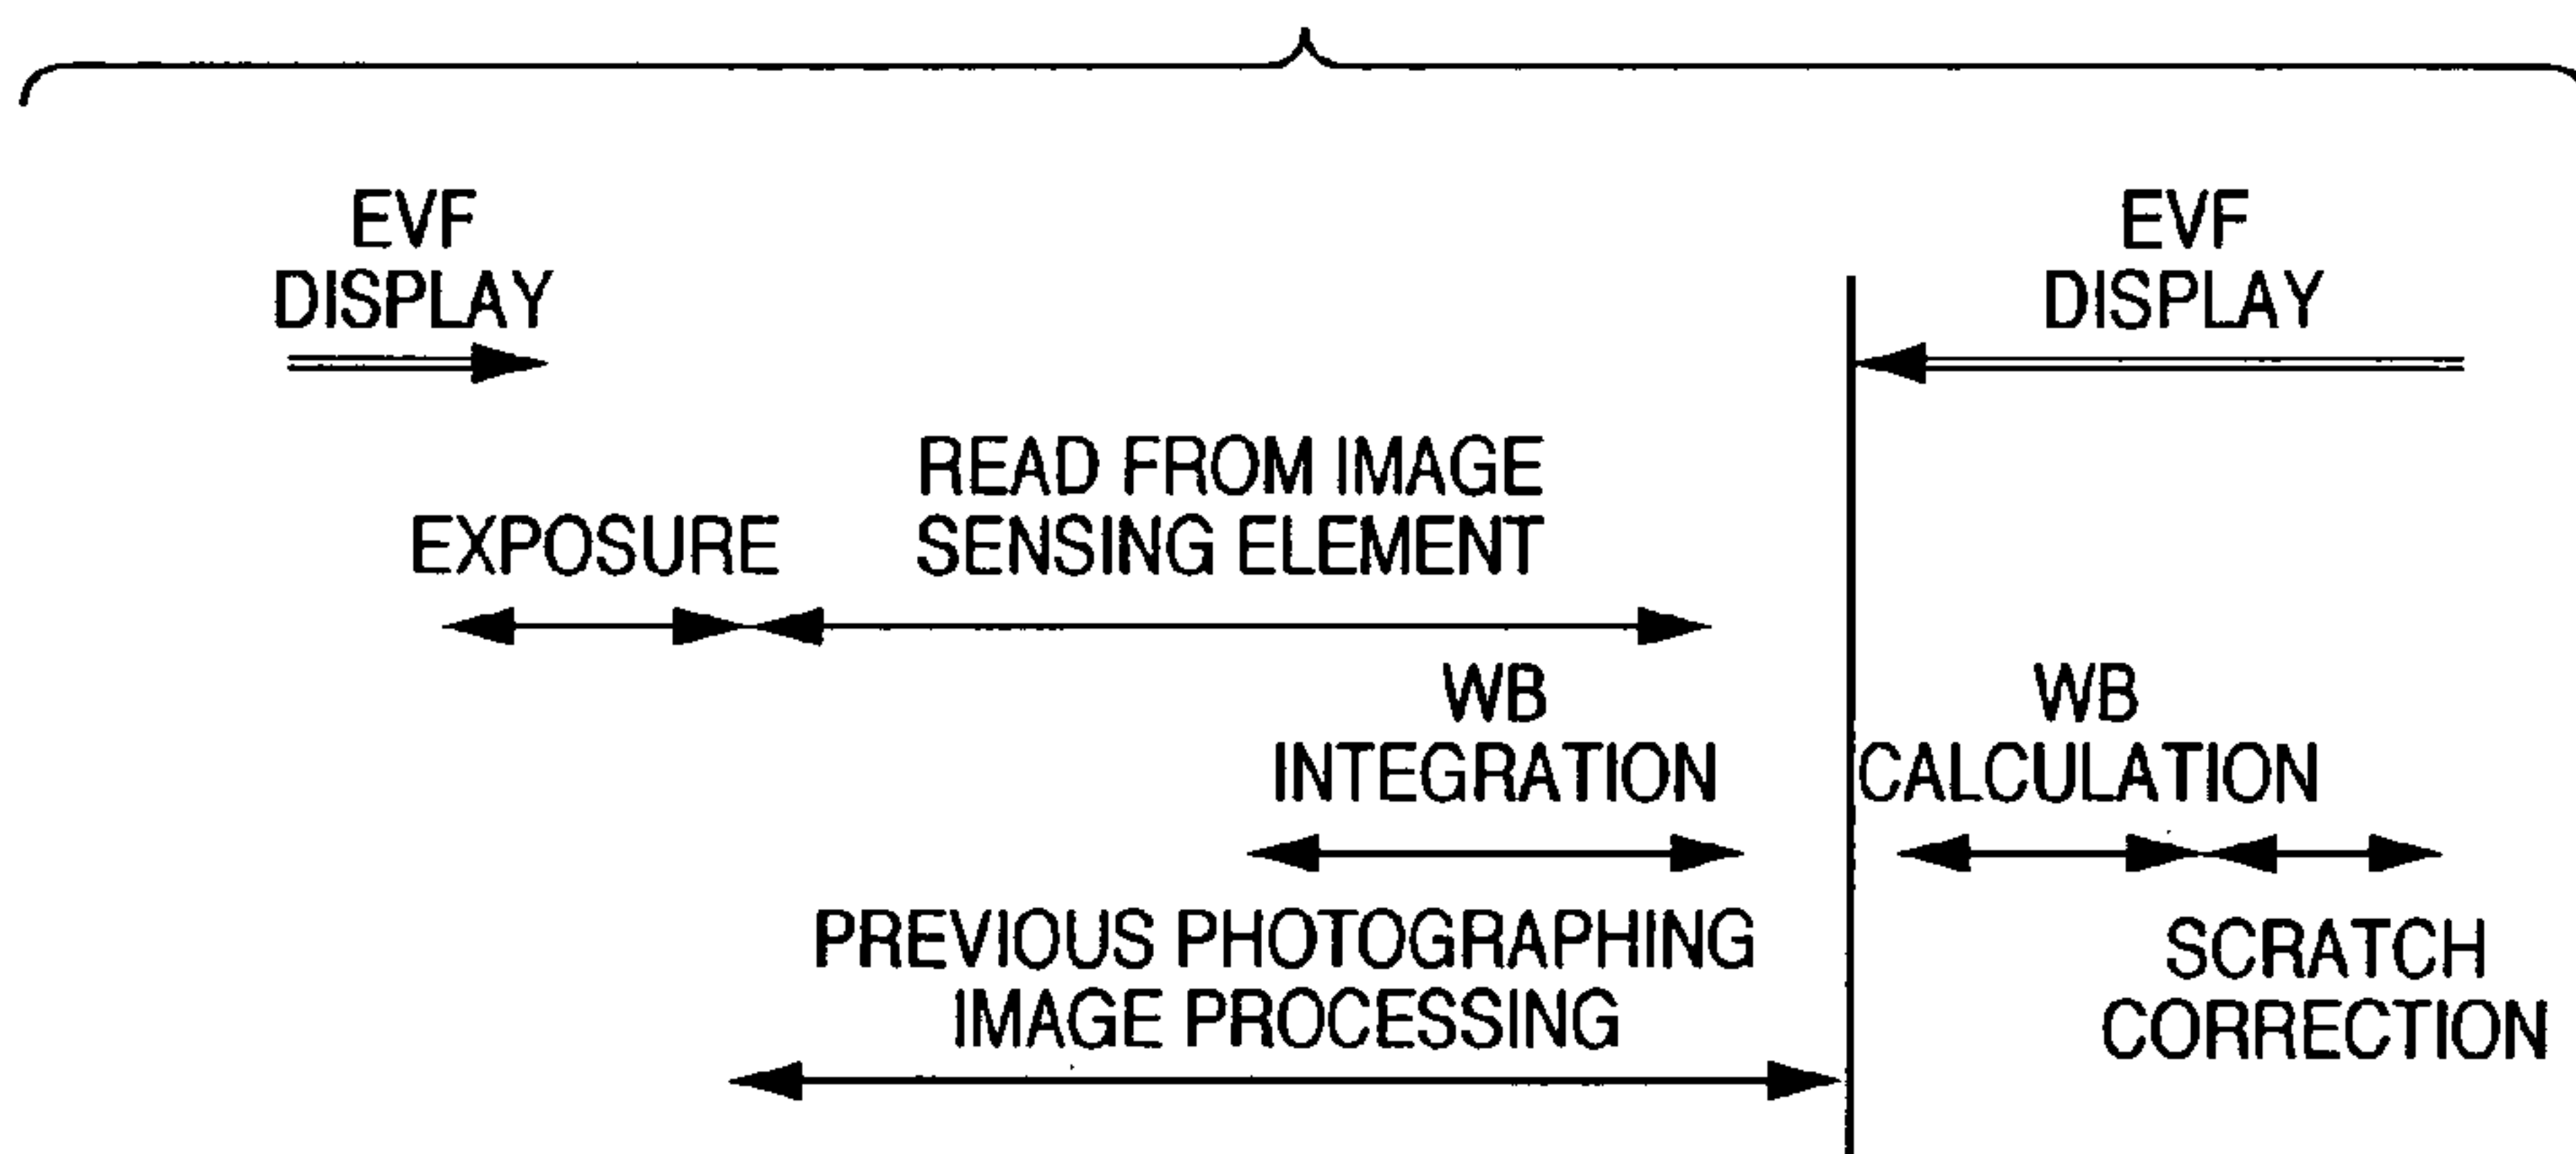 EVF
DISPLAY
EVF
DISPLAY
EXPOSURE
READ FROM IMAGE
SENSING ELEMENT
WB
INTEGRATION
WB
CALCULATION
PREVIOUS PHOTOGRAPHING
IMAGE PROCESSING
SCRATCH
CORRECTION